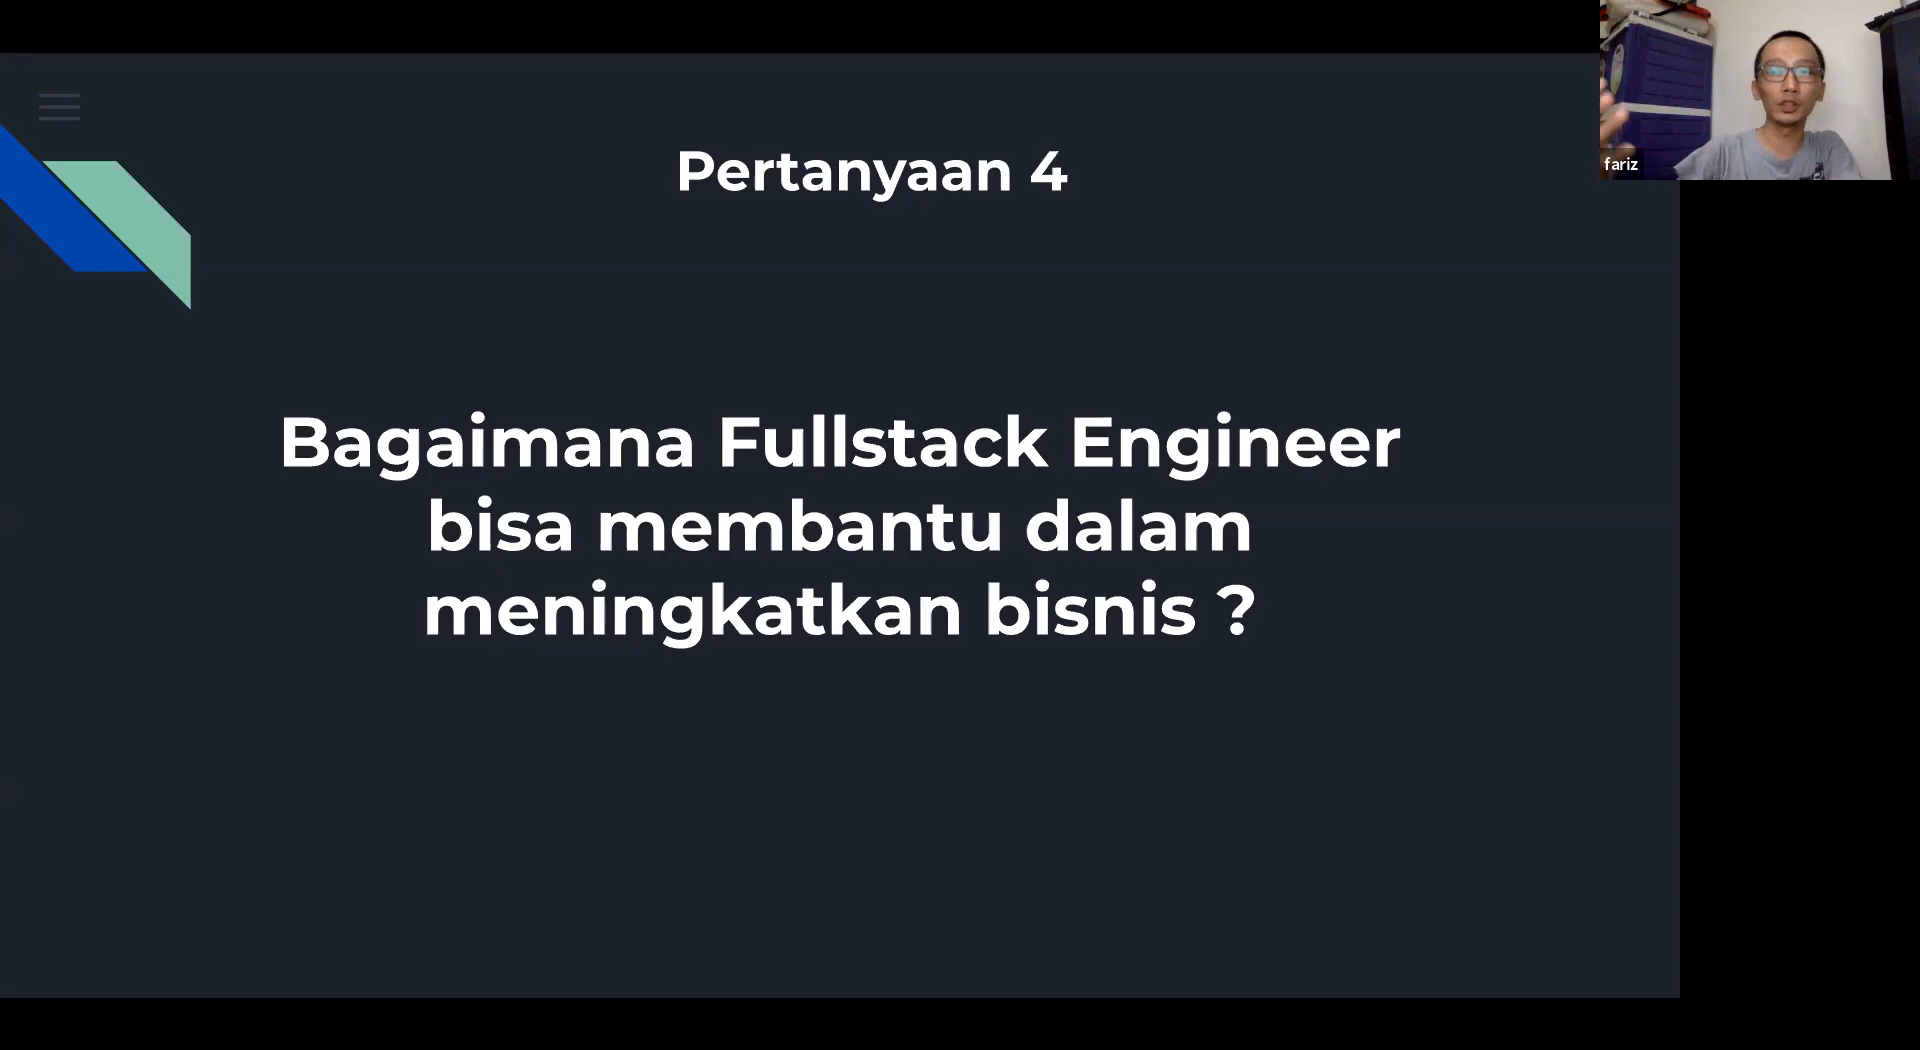 Pertanyaan 4
Bagaimana Fullstack Engineer
bisa membantu dalam
meningkatkan bisnis ?
fariz